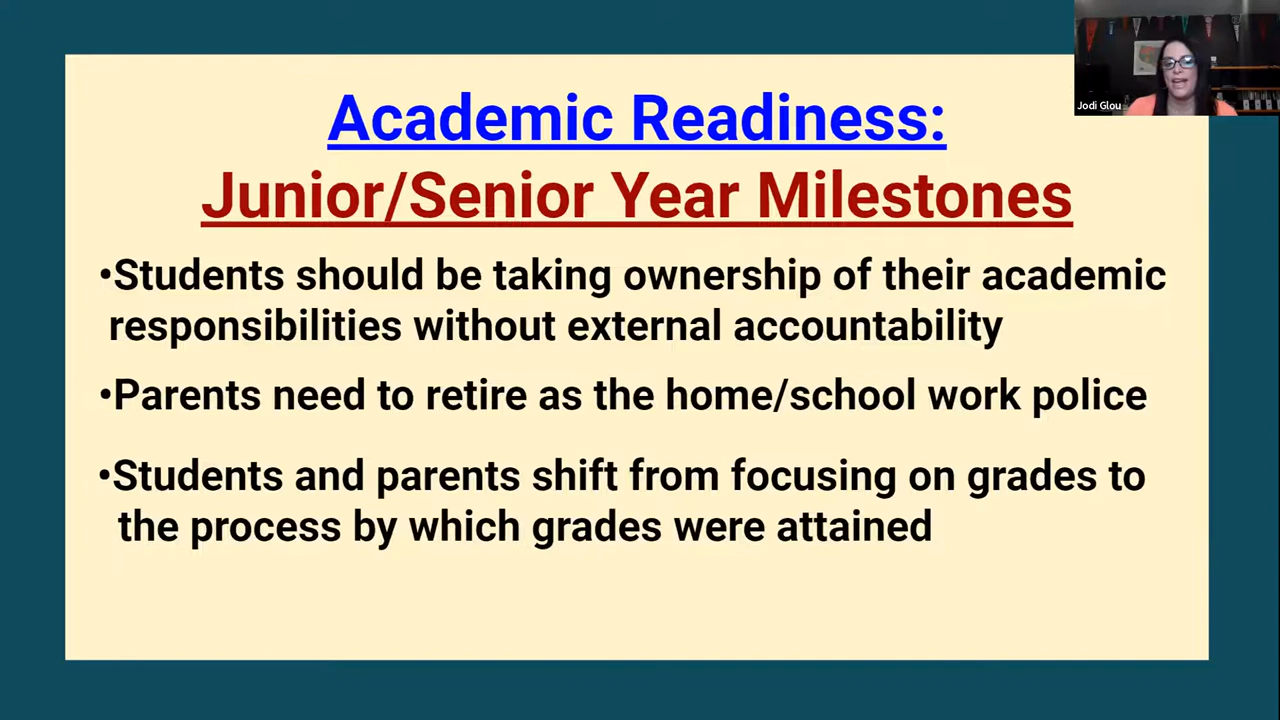 Academic Readiness:
Junior/Senior Year Milestones
•Students should be taking ownership of their academic
responsibilities without external accountability
•Parents need to retire as the home/school work police
•Students and parents shift from focusing on grades to
the process by which grades were attained
Jodi Glou